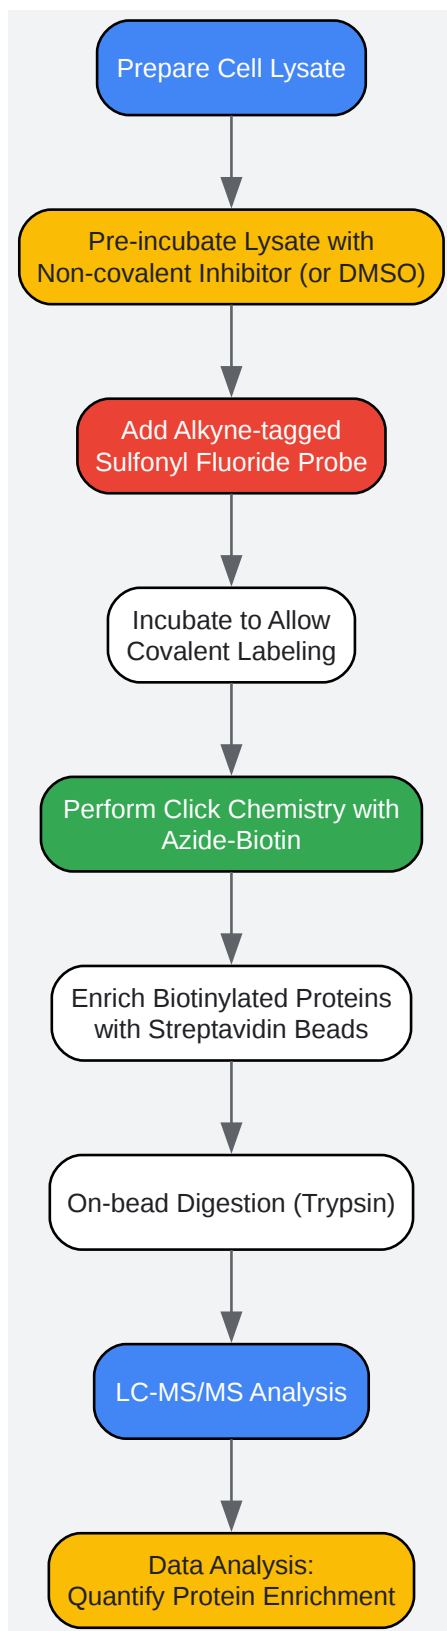 Prepare Cell Lysate
Pre-incubate Lysate with
Non-covalent Inhibitor (or DMSO)
Add Alkyne-tagged
Sulfonyl Fluoride Probe
Incubate to Allow
Covalent Labeling
Perform Click Chemistry with
Azide-Biotin
Enrich Biotinylated Proteins
with Streptavidin Beads
On-bead Digestion (Trypsin)
LC-MS/MS Analysis
Data Analysis:
Quantify Protein Enrichment